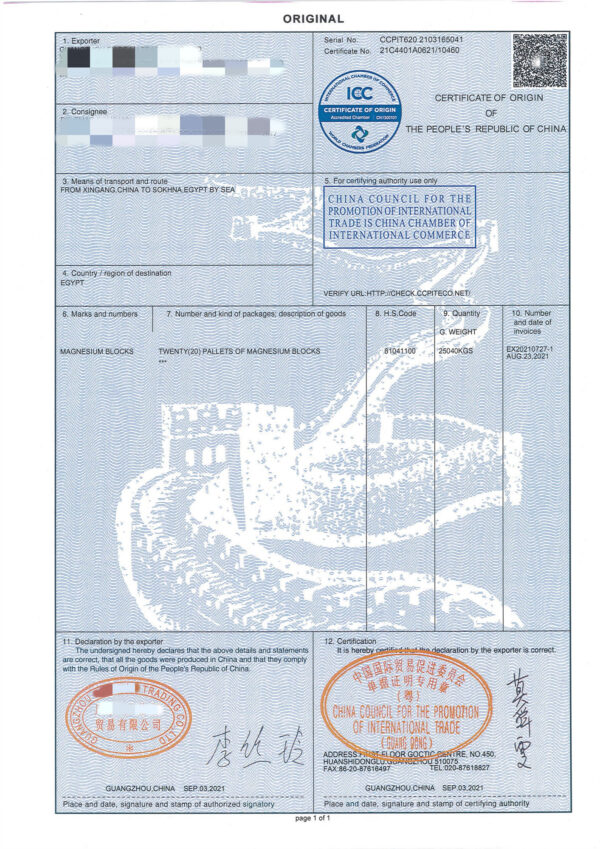 ORIGINAL
1. Exporter
Serial No. CCPIT620 2103165041
Certificate No. 21C4401A0621/10460
INTERNATIONAL CHAMBER OF COMMERCE
ICC
CERTIFICATE OF ORIGIN
Accredited Chamber
WORLD CHAMBERS FEDERATION
CERTIFICATE OF ORIGIN
OF
THE PEOPLE'S REPUBLIC OF CHINA
2. Consignee
3. Means of transport and route
FROM XINGANG,CHINA TO SOKHNA,EGYPT BY SEA
5. For certifying authority use only
CHINA COUNCIL FOR THE
PROMOTION OF INTERNATIONAL
TRADE IS CHINA CHAMBER OF
INTERNATIONAL COMMERCE
4. Country / region of destination
EGYPT
VERIFY URL:HTTP://CHECK.CCPITECO.NET/
6. Marks and numbers
7. Number and kind of packages; description of goods
8. H.S.Code
9. Quantity
G. WEIGHT
10. Number
and date of
invoices
MAGNESIUM BLOCKS
TWENTY(20) PALLETS OF MAGNESIUM BLOCKS
***
81041100
25040KGS
EX20210727-1
AUG.23,2021
11. Declaration by the exporter
The undersigned hereby declares that the above details and statements
are correct, that all the goods were produced in China and that they comply
with the Rules of Origin of the People's Republic of China.
GUANGZHOU TRADING CO.,LTD
贸易有限公司
GUANGZHOU,CHINA SEP.03,2021
Place and date, signature and stamp of authorized signatory
12. Certification
It is hereby certified that the declaration by the exporter is correct.
中国国际贸易促进委员会
单据证明专用章
(粤)
CHINA COUNCIL FOR THE PROMOTION
OF INTERNATIONAL TRADE
(GUANG DONG)
ADDRESS:FIRST FLOOR GOCTIC CENTRE, NO.450,
HUANSHIDONGLU,GUANGZHOU 510075
FAX:86-20-87616497 TEL:020-87618827
GUANGZHOU,CHINA SEP.03,2021
Place and date, signature and stamp of certifying authority
page 1 of 1